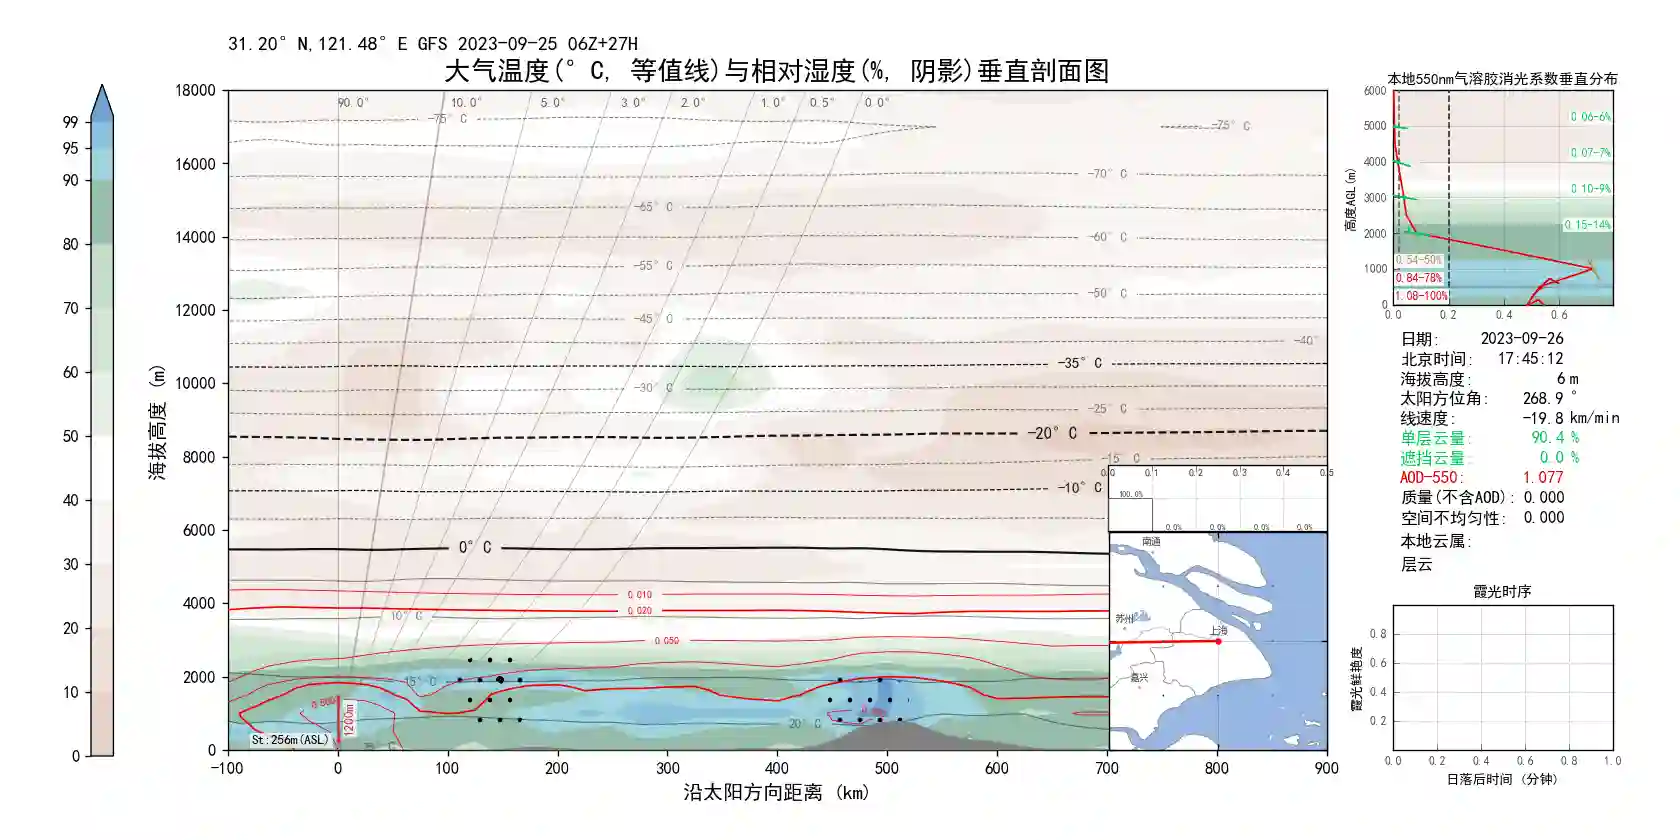 31.20° N,121.48° E GFS 2023-09-25 06Z+27H
大气温度(° C, 等值线)与相对湿度(%, 阴影)垂直剖面图
99
95
90
80
70
60
50
40
30
20
10
0
海拔高度 (m)
18000
16000
14000
12000
10000
8000
6000
4000
2000
0
90.0° 10.0° 5.0° 3.0° 2.0° 1.0° 0.5° 0.0°
-75° C
-75° C
-70° C
-65° C
-60° C
-55° C
-50° C
-45° C
-40°
-35° C
-30° C
-25° C
-20° C
-15° C
-10° C
0° C
0.010
0.020
10° C
0.050
15° C
20° C
1200m
St:256m(ASL)
-100 0 100 200 300 400 500 600 700 800 900
沿太阳方向距离 (km)
0.0 0.1 0.2 0.3 0.4 0.5
100.0%
0.0% 0.0% 0.0% 0.0%
南通
苏州
上海
嘉兴
本地550nm气溶胶消光系数垂直分布
高度AGL(m)
6000
5000
4000
3000
2000
1000
0
0.06-6%
0.07-7%
0.10-9%
0.15-14%
0.54-50%
0.84-78%
1.08-100%
0.0 0.2 0.4 0.6
日期: 2023-09-26
北京时间: 17:45:12
海拔高度: 6 m
太阳方位角: 268.9 °
线速度: -19.8 km/min
单层云量: 90.4 %
遮挡云量: 0.0 %
AOD-550: 1.077
质量(不含AOD): 0.000
空间不均匀性: 0.000
本地云属:
层云
霞光时序
霞光鲜艳度
0.8
0.6
0.4
0.2
0.0 0.2 0.4 0.6 0.8 1.0
日落后时间 (分钟)